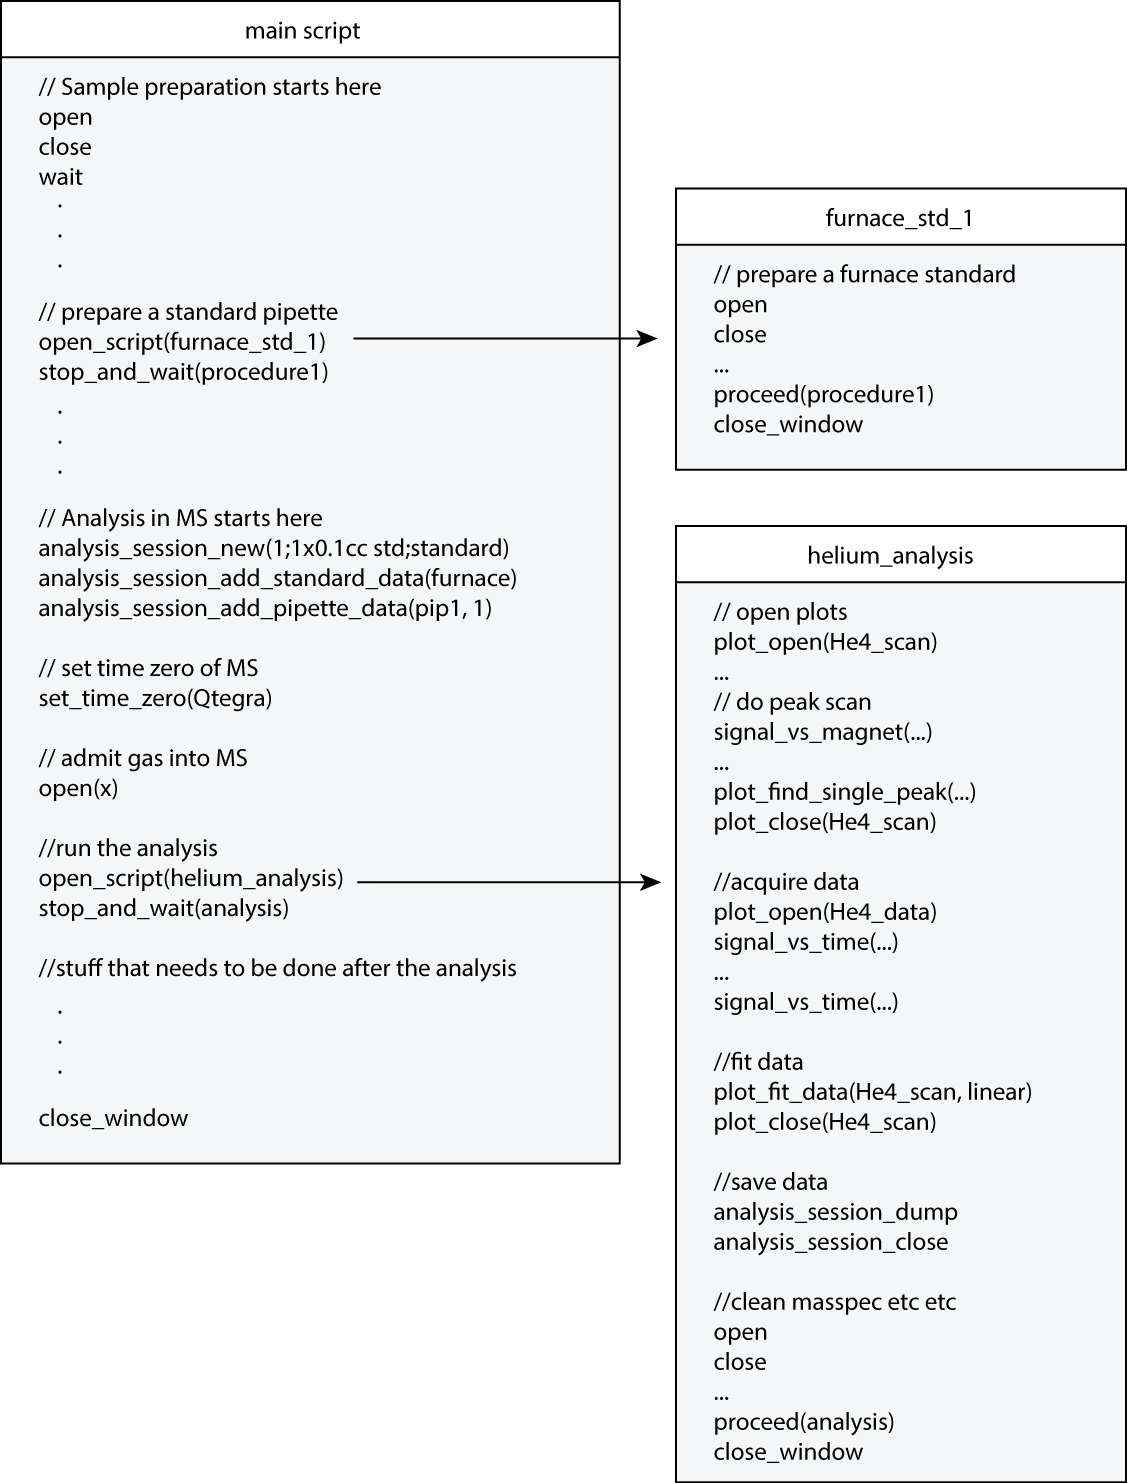 main script
// Sample preparation starts here
open
close
wait
.
.
.
// prepare a standard pipette
open_script(furnace_std_1)
stop_and_wait(procedure1)
.
.
.
// Analysis in MS starts here
analysis_session_new(1;1x0.1cc std;standard)
analysis_session_add_standard_data(furnace)
analysis_session_add_pipette_data(pip1, 1)
// set time zero of MS
set_time_zero(Qtegra)
// admit gas into MS
open(x)
//run the analysis
open_script(helium_analysis)
stop_and_wait(analysis)
//stuff that needs to be done after the analysis
.
.
.
close_window
furnace_std_1
// prepare a furnace standard
open
close
...
proceed(procedure1)
close_window
helium_analysis
// open plots
plot_open(He4_scan)
...
// do peak scan
signal_vs_magnet(...)
...
plot_find_single_peak(...)
plot_close(He4_scan)
//acquire data
plot_open(He4_data)
signal_vs_time(...)
...
signal_vs_time(...)
//fit data
plot_fit_data(He4_scan, linear)
plot_close(He4_scan)
//save data
analysis_session_dump
analysis_session_close
//clean masspec etc etc
open
close
...
proceed(analysis)
close_window